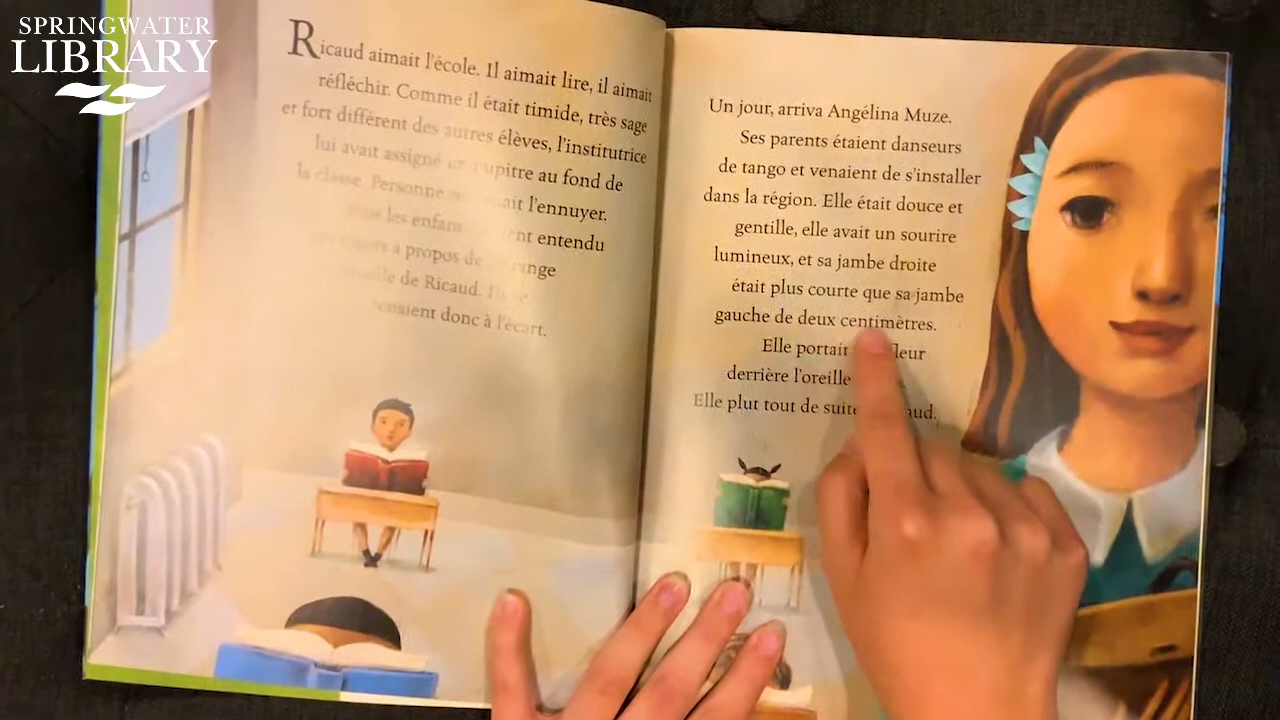 SPRINGWATER
LIBRARY
Ricaud aimait l'école. Il aimait lire, il aimait
réfléchir. Comme il était timide, très sage
et fort différent des autres élèves, l'institutrice
lui avait assigné un pupitre au fond de
la classe. Personne l'ennuyer.
les entendu
à propos de
de Ricaud.
donc à l'écart.
Un jour, arriva Angélina Muze.
Ses parents étaient danseurs
de tango et venaient de s'installer
dans la région. Elle était douce et
gentille, elle avait un sourire
lumineux, et sa jambe droite
était plus courte que sa jambe
gauche de deux centimètres.
Elle portait fleur
derrière l'oreille
Elle plut tout de suite